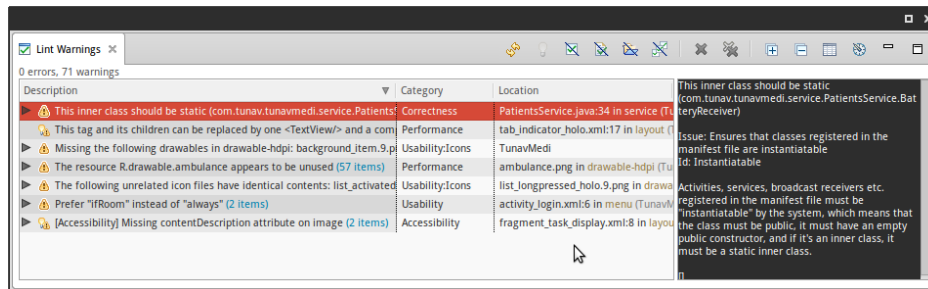 Lint Warnings
0 errors, 71 warnings
Description Category Location
This inner class should be static (com.tunav.tunavmedi.service.Patients Correctness PatientsService.java:34 in service (Tu
This tag and its children can be replaced by one <TextView/> and a com Performance tab_indicator_holo.xml:17 in layout (T
Missing the following drawables in drawable-hdpi: background_item.9.p Usability:Icons TunavMedi
The resource R.drawable.ambulance appears to be unused (57 items) Performance ambulance.png in drawable-hdpi (Tun
The following unrelated icon files have identical contents: list_activated Usability:Icons list_longpressed_holo.9.png in drawa
Prefer "ifRoom" instead of "always" (2 items) Usability activity_login.xml:6 in menu (TunavM
[Accessibility] Missing contentDescription attribute on image (2 items) Accessibility fragment_task_display.xml:8 in layou
This inner class should be static
(com.tunav.tunavmedi.service.PatientsService.Bat
teryReceiver)
Issue: Ensures that classes registered in the
manifest file are instantiatable
Id: Instantiatable
Activities, services, broadcast receivers etc.
registered in the manifest file must be
"instantiatable" by the system, which means that
the class must be public, it must have an empty
public constructor, and if it's an inner class, it
must be a static inner class.